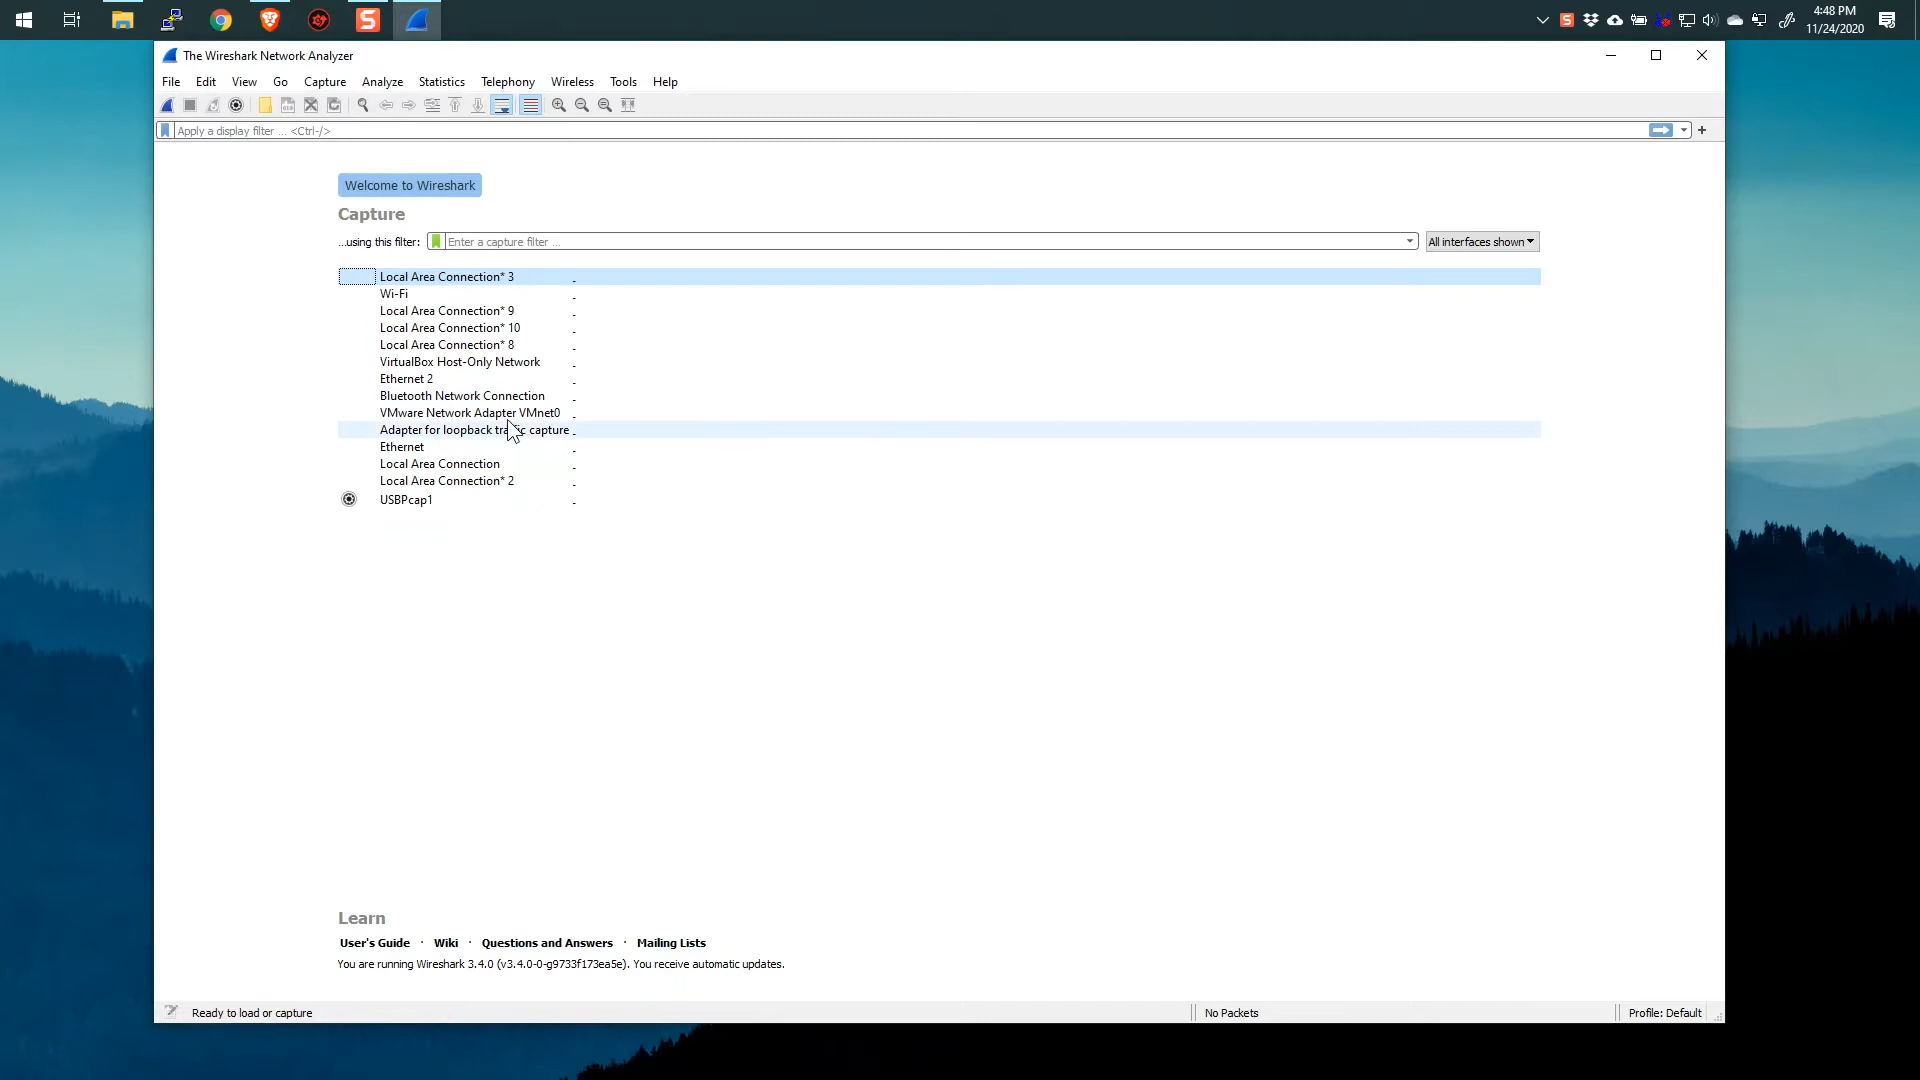 4:48 PM
11/24/2020
The Wireshark Network Analyzer
File Edit View Go Capture Analyze Statistics Telephony Wireless Tools Help
Apply a display filter ... <Ctrl-/>
Welcome to Wireshark
Capture
...using this filter: Enter a capture filter ... All interfaces shown
Local Area Connection* 3
Wi-Fi
Local Area Connection* 9
Local Area Connection* 10
Local Area Connection* 8
VirtualBox Host-Only Network
Ethernet 2
Bluetooth Network Connection
VMware Network Adapter VMnet0
Adapter for loopback traffic capture
Ethernet
Local Area Connection
Local Area Connection* 2
USBPcap1
Learn
User's Guide · Wiki · Questions and Answers · Mailing Lists
You are running Wireshark 3.4.0 (v3.4.0-0-g9733f173ea5e). You receive automatic updates.
Ready to load or capture No Packets Profile: Default